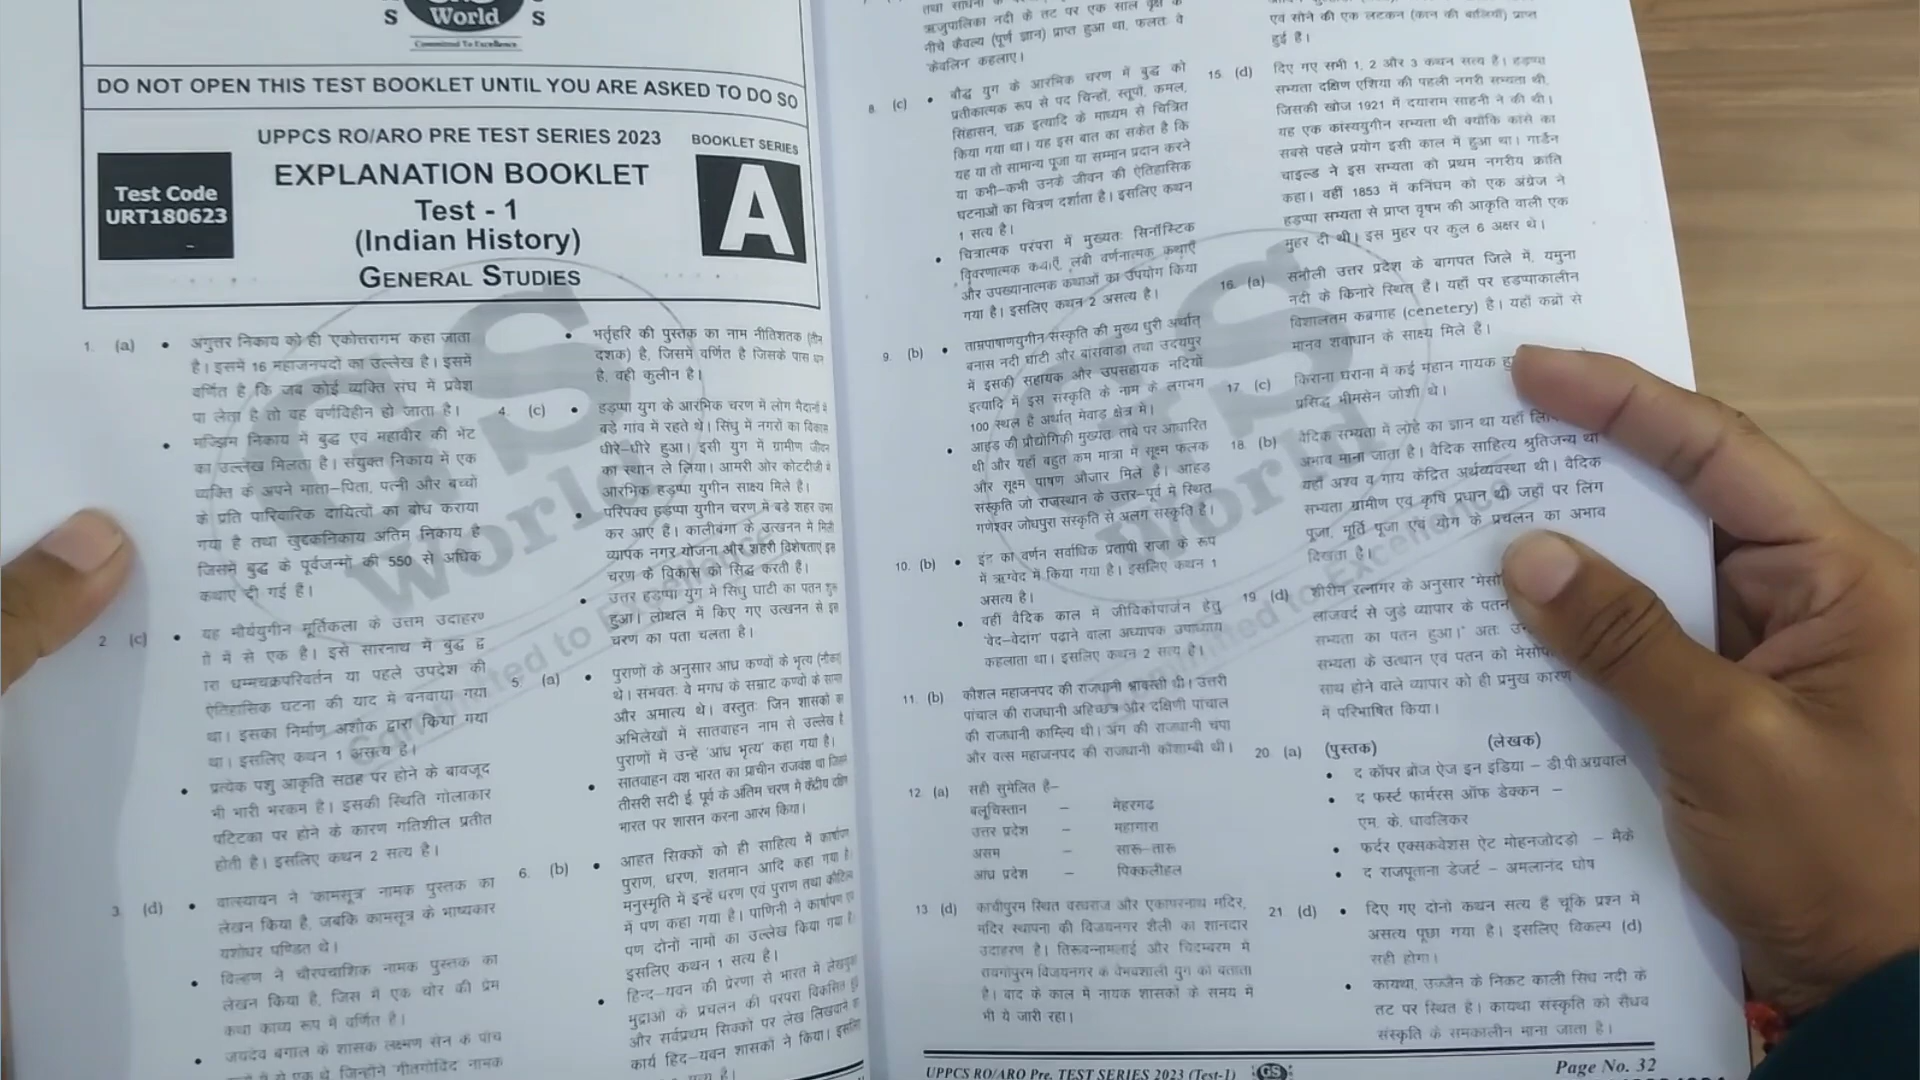 S World S
Committed To Excellence
DO NOT OPEN THIS TEST BOOKLET UNTIL YOU ARE ASKED TO DO SO
Test Code
URT180623
UPPCS RO/ARO PRE TEST SERIES 2023
EXPLANATION BOOKLET
Test - 1
(Indian History)
GENERAL STUDIES
BOOKLET SERIES
A
1. (a) • अंगुत्तर निकाय को ही 'एकोत्तरागम' कहा जाता
है। इसमें 16 महाजनपदों का उल्लेख है। इसमें
वर्णित है, कि जब कोई व्यक्ति संघ में प्रवेश
पा लेता है तो वह वर्णविहीन हो जाता है।
• मज्झिम निकाय में बुद्ध एवं महावीर की भेंट
का उल्लेख मिलता है। संयुक्त निकाय में एक
व्यक्ति के अपने माता–पिता, पत्नी और बच्चों
के प्रति पारिवारिक दायित्वों का बोध कराया
गया है तथा खुद्दकनिकाय अंतिम निकाय है
जिसमें बुद्ध के पूर्वजन्मों की 550 से अधिक
कथाएं दी गई हैं।
2 (c) • यह मौर्ययुगीन मूर्तिकला के उत्तम उदाहरण
में से एक है। इसे सारनाथ में बुद्ध
धम्मचक्रपरिवर्तन या पहले उपदेश की
ऐतिहासिक घटना की याद में बनवाया गया
था। इसका निर्माण अशोक द्वारा किया गया
था। इसलिए कथन 1 असत्य है।
• प्रत्येक पशु आकृति सतह पर होने के बावजूद
भी भारी भरकम है। इसकी स्थिति गोलाकार
पट्टिका पर होने के कारण गतिशील प्रतीत
होती है। इसलिए कथन 2 सत्य है।
3 (d) • वात्स्यायन ने 'कामसूत्र' नामक पुस्तक का
लेखन किया है, जबकि कामसूत्र के भाष्यकार
यशोधर पण्डित थे।
• विल्हण ने चौरपंचाशिक नामक पुस्तक का
लेखन किया है, जिस में एक चोर की प्रेम
कथा काव्य रूप में वर्णित है।
• जयदेव बंगाल के शासक लक्ष्मण सेन के पांच
में से एक थे जिन्होंने गीतगोविंद नामक
• भर्तृहरि की पुस्तक का नाम नीतिशतक (तीन
दशक) है, जिसमें वर्णित है जिसके पास धन
है, वही कुलीन है।
4. (c) • हड़प्पा युग के आरंभिक चरण में लोग मैदानों में
बड़े गांव में रहते थे। सिंधु में नगरों का विकास
धीरे–धीरे हुआ। इसी युग में ग्रामीण जीवन
का स्थान ले लिया। आमरी और कोटदीजी में
आरंभिक हड़प्पा युगीन साक्ष्य मिले है।
• परिपक्व हड़प्पा युगीन चरण में बड़े शहर उभर
कर आए है। कालीबंगा के उत्खनन में मिली
व्यापक नगर योजना और शहरी विशेषताएं इस
चरण के विकास को सिद्ध करती है।
• उत्तर हड़प्पा युग में सिंधु घाटी का पतन शुरू
हुआ। लोथल में किए गए उत्खनन से इस
चरण का पता चलता है।
5. (a) • पुराणों के अनुसार आंध्र कण्वों के भृत्य (नौकर)
थे। संभवतः वे मगध के सम्राट कण्वों के सामंत
और अमात्य थे। वस्तुतः जिन शासकों का
अभिलेखों में सातवाहन नाम से उल्लेख है
पुराणों में उन्हें 'आंध्र भृत्य' कहा गया है।
• सातवाहन वंश भारत का प्राचीन राजवंश था जिसने
तीसरी सदी ई. पूर्व के अंतिम चरण में केंद्रीय दक्षिण
भारत पर शासन करना आरंभ किया।
6. (b) • आहत सिक्कों को ही साहित्य में कार्षापण
पुराण, धरण, शतमान आदि कहा गया है।
मनुस्मृति में इन्हें धरण एवं पुराण तथा कौटिल्य
में पण कहा गया है। पाणिनी ने कार्षापण एवं
पण दोनों नामों का उल्लेख किया गया है।
इसलिए कथन 1 सत्य है।
• हिन्द–यवन की प्रेरणा से भारत में लेखयुक्त
मुद्राओं के प्रचलन की परंपरा विकसित हुई
और सर्वप्रथम सिक्कों पर लेख लिखवाने का
कार्य हिंद–यवन शासकों ने किया। इसलिए
सत्य है।
ऋजुपालिका नदी के तट पर एक साल वृक्ष के
नीचे कैवल्य (पूर्ण ज्ञान) प्राप्त हुआ था, फलतः वे
'केवलिन' कहलाए।
8. (c) • बौद्ध युग के आरंभिक चरण में बुद्ध को
प्रतीकात्मक रूप से पद चिन्हों, स्तूपों, कमल,
सिंहासन, चक्र इत्यादि के माध्यम से चित्रित
किया गया था। यह इस बात का संकेत है कि
यह या तो सामान्य पूजा या सम्मान प्रदान करने
या कभी–कभी उनके जीवन की ऐतिहासिक
घटनाओं का चित्रण दर्शाता है। इसलिए कथन
1 सत्य है।
• चित्रात्मक परंपरा में मुख्यतः सिनॉस्टिक
विवरणात्मक कथाएँ, लंबी वर्णनात्मक कथाएँ
और उपख्यानात्मक कथाओं का उपयोग किया
गया है। इसलिए कथन 2 असत्य है।
9. (b) • ताम्रपाषाणयुगीन संस्कृति की मुख्य धुरी अर्थात्
बनास नदी घाटी और बांसवाड़ा तथा उदयपुर
में इसकी सहायक और उपसहायक नदियों
इत्यादि में इस संस्कृति के नाम के लगभग
100 स्थल है अर्थात मेवाड़ क्षेत्र में।
• आहड़ की प्रौद्योगिकी मुख्यतः तांबे पर आधारित
थी और यहाँ बहुत कम मात्रा में सूक्ष्म फलक
और सूक्ष्म पाषण औजार मिले है। आहड़
संस्कृति जो राजस्थान के उत्तर–पूर्व में स्थित
गणेश्वर जोधपुरा संस्कृति से अलग संस्कृति है।
10. (b) • इंद्र का वर्णन सर्वाधिक प्रतापी राजा के रूप
में ऋग्वेद में किया गया है। इसलिए कथन 1
असत्य है।
• वहीं वैदिक काल में जीविकोपार्जन हेतु
'वेद–वेदांग' पढ़ाने वाला अध्यापक उपाध्याय
कहलाता था। इसलिए कथन 2 सत्य है।
11. (b) कौशल महाजनपद की राजधानी श्रावस्ती थी। उत्तरी
पांचाल की राजधानी अहिच्छत्र और दक्षिणी पांचाल
की राजधानी काम्पिल्य थी। अंग की राजधानी चंपा
और वत्स महाजनपद की राजधानी कौशाम्बी थी।
12. (a) सही सुमेलित है–
बलूचिस्तान – मेहरगढ़
उत्तर प्रदेश – महागारा
असम – सारू–तारू
आंध्र प्रदेश – पिक्कलीहल
13 (d) कांचीपुरम स्थित वरधराज और एकाम्परनाथ मंदिर,
मंदिर स्थापना की विजयनगर शैली का शानदार
उदाहरण है। तिरूवन्नामलाई और चिदम्बरम में
विजयनगर के वैभवशाली युग को बताता
है। बाद के काल में नायक शासकों के समय में
भी ये जारी रहा।
एवं सोने की एक लटकन (कान की बालियाँ) प्राप्त
हुई है।
15. (d) दिए गए सभी 1, 2 और 3 कथन सत्य हैं। हड़प्पा
सभ्यता दक्षिण एशिया की पहली नगरी सभ्यता थी,
जिसकी खोज 1921 में दयाराम साहनी ने की थी।
यह एक कांस्ययुगीन सभ्यता थी क्योंकि कांसे का
सबसे पहले प्रयोग इसी काल में हुआ था। गार्डन
चाइल्ड ने इस सभ्यता को प्रथम नगरीय क्रांति
कहा। वहीं 1853 में कनिंघम को एक अंग्रेज ने
हड़प्पा सभ्यता से प्राप्त वृषभ की आकृति वाली एक
मुहर दी थी। इस मुहर पर कुल 6 अक्षर थे।
16. (a) सनौली उत्तर प्रदेश के बागपत जिले में, यमुना
नदी के किनारे स्थित है। यहाँ पर हड़प्पाकालीन
विशालतम कब्रगाह (cenetery) है। यहाँ कब्रों से
मानव शवाधान के साक्ष्य मिले हैं।
17. (c) किराना घराना में कई महान गायक
प्रसिद्ध भीमसेन जोशी थे।
18. (b) वैदिक सभ्यता में लोहे का ज्ञान था यहाँ
अभाव माना जाता है। वैदिक साहित्य श्रुतिजन्य था
यहाँ अश्व व गाय केंद्रित अर्थव्यवस्था थी। वैदिक
सभ्यता ग्रामीण एवं कृषि प्रधान थी जहाँ पर लिंग
पूजा, मूर्ति पूजा एवं योग के प्रचलन का अभाव
दिखता है।
19 (d) शीरीन रत्नागर के अनुसार
लाजवर्द से जुड़े व्यापार के पतन
सभ्यता का पतन हुआ।" अतः
सभ्यता के उत्थान एवं पतन को
साथ होने वाले व्यापार को ही प्रमुख कारण
में परिभाषित किया।
20 (a) (पुस्तक) (लेखक)
• द कॉपर ब्रोंज ऐज इन इंडिया – डी.पी.अग्रवाल
• द फर्स्ट फार्मरस ऑफ डेक्कन –
एम. के. धावलिकर
• फर्दर एक्सकवेशस ऐट मोहनजोदड़ो – मैके
• द राजपूताना डेजर्ट – अमलानंद घोष
21. (d) • दिए गए दोनों कथन सत्य हैं चूंकि प्रश्न में
असत्य पूछा गया है। इसलिए विकल्प (d)
सही होगा।
• कायथा, उज्जैन के निकट काली सिंध नदी के
तट पर स्थित है। कायथा संस्कृति को सैंधव
संस्कृति के समकालीन माना जाता है।
UPPCS RO/ARO Pre. TEST SERIES 2023 (Test-1)
GS
Page No. 32
GS World
Committed to Excellence
GS World
Committed to Excellence